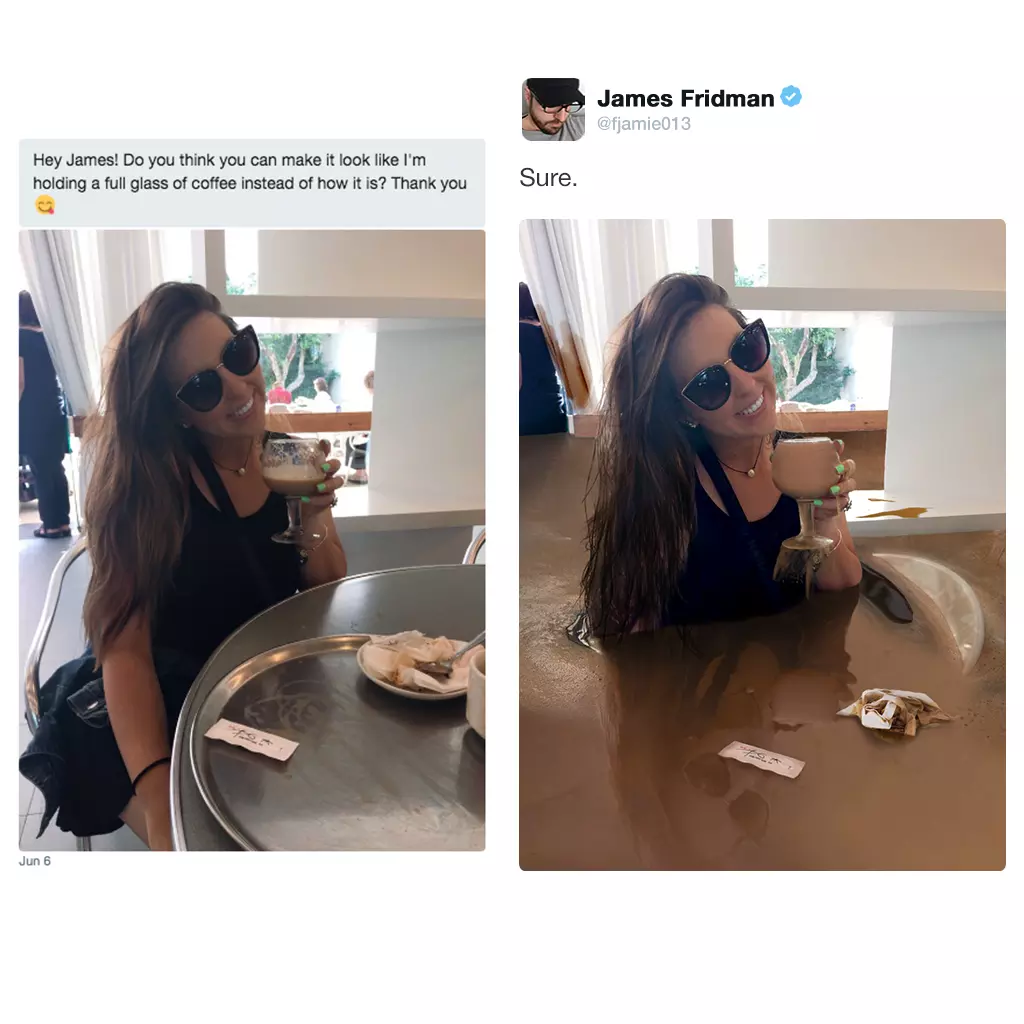 Hey James! Do you think you can make it look like I'm
holding a full glass of coffee instead of how it is? Thank you
😋
Jun 6
James Fridman
@fjamie013
Sure.